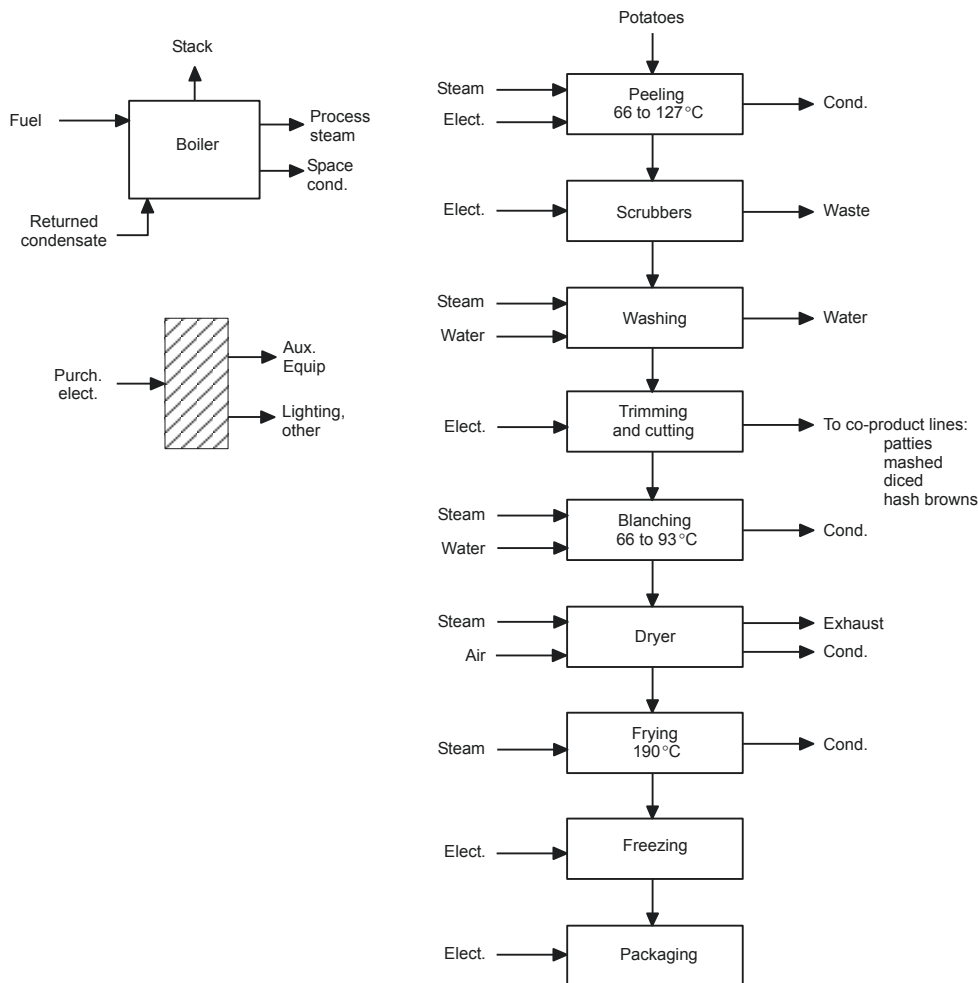 Stack
Fuel
Boiler
Process
steam
Space
cond.
Returned
condensate
Purch.
elect.
Aux.
Equip
Lighting,
other
Potatoes
Steam
Elect.
Peeling
66 to 127°C
Cond.
Elect.
Scrubbers
Waste
Steam
Water
Washing
Water
Elect.
Trimming
and cutting
To co-product lines:
patties
mashed
diced
hash browns
Steam
Water
Blanching
66 to 93°C
Cond.
Steam
Air
Dryer
Exhaust
Cond.
Steam
Frying
190°C
Cond.
Elect.
Freezing
Elect.
Packaging